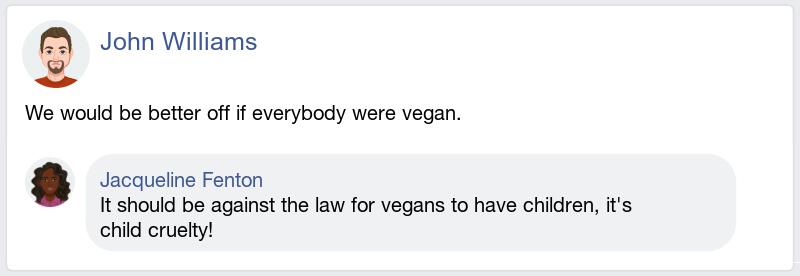 John Williams
We would be better off if everybody were vegan.
Jacqueline Fenton
It should be against the law for vegans to have children, it's
child cruelty!